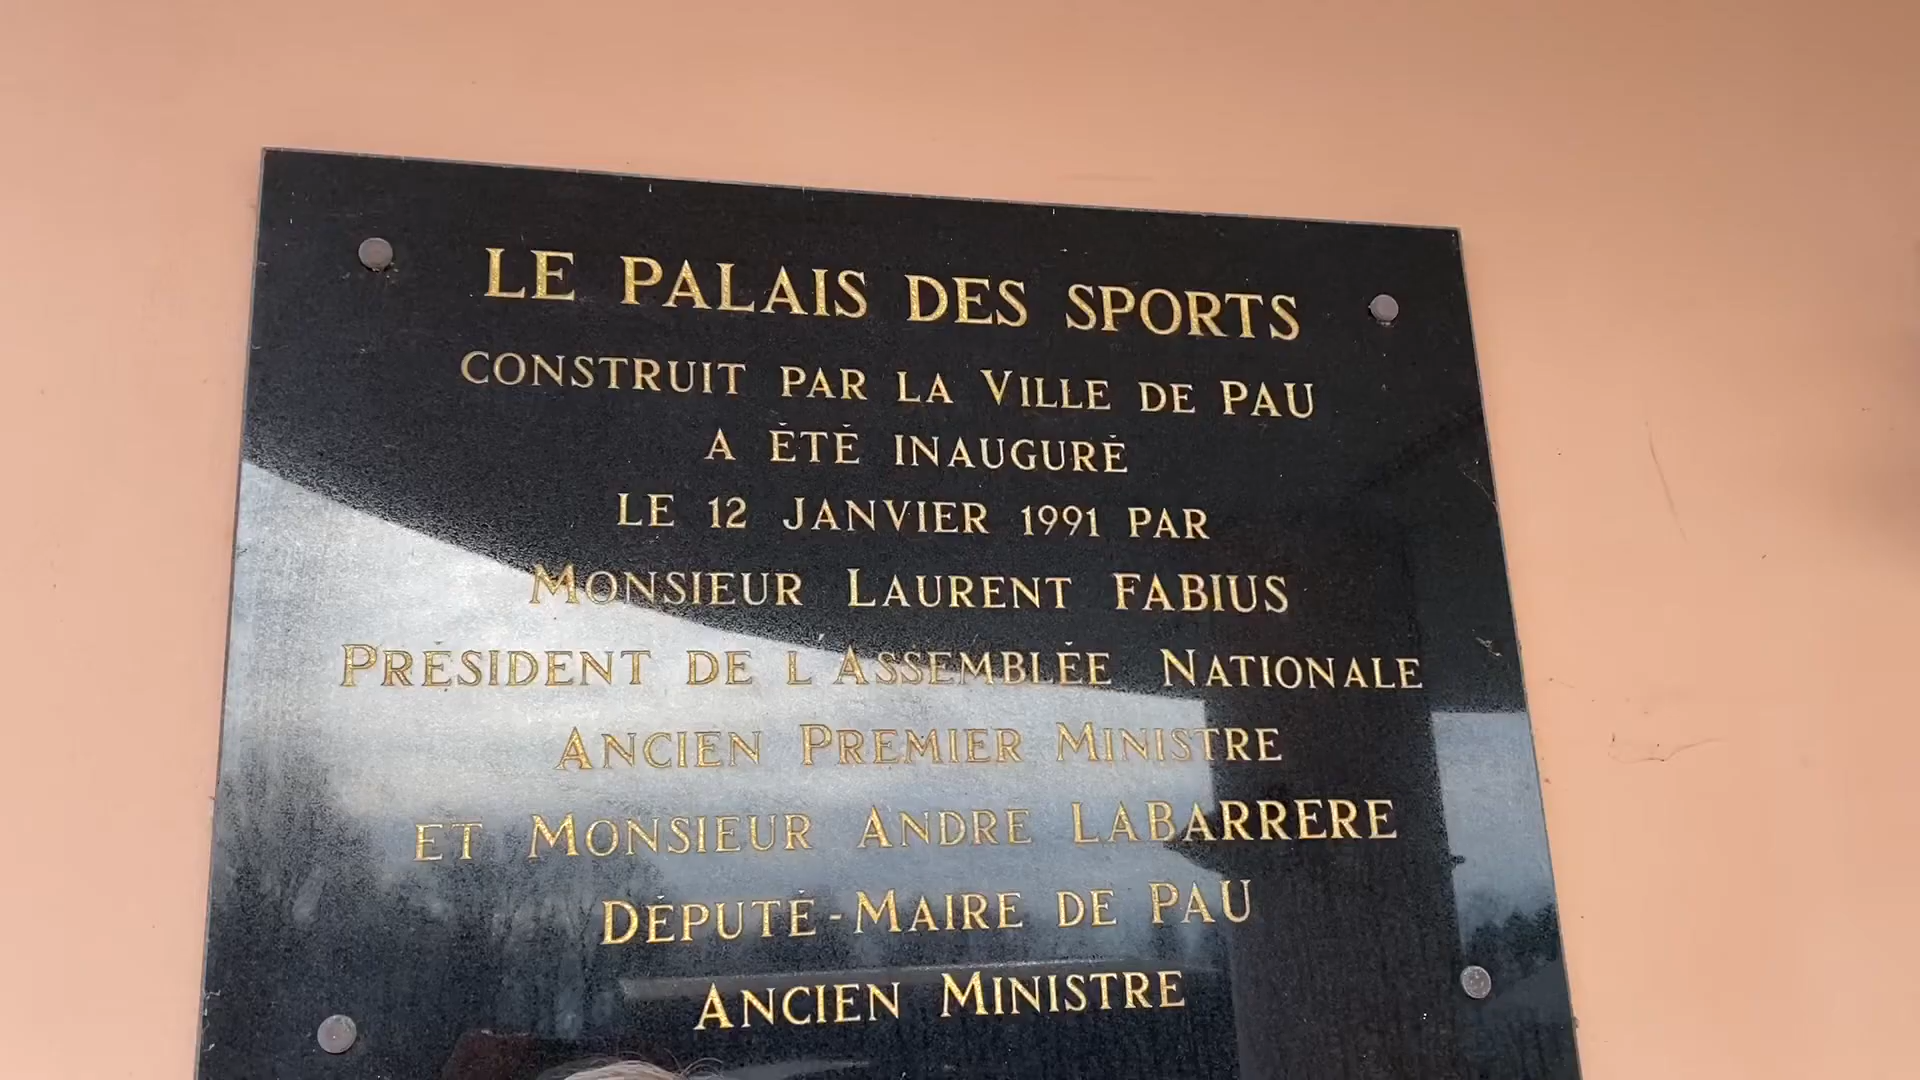 LE PALAIS DES SPORTS
CONSTRUIT PAR LA VILLE DE PAU
A ÉTÉ INAUGURÉ
LE 12 JANVIER 1991 PAR
MONSIEUR LAURENT FABIUS
PRÉSIDENT DE L'ASSEMBLÉE NATIONALE
ANCIEN PREMIER MINISTRE
ET MONSIEUR ANDRÉ LABARRERE
DÉPUTÉ-MAIRE DE PAU
ANCIEN MINISTRE